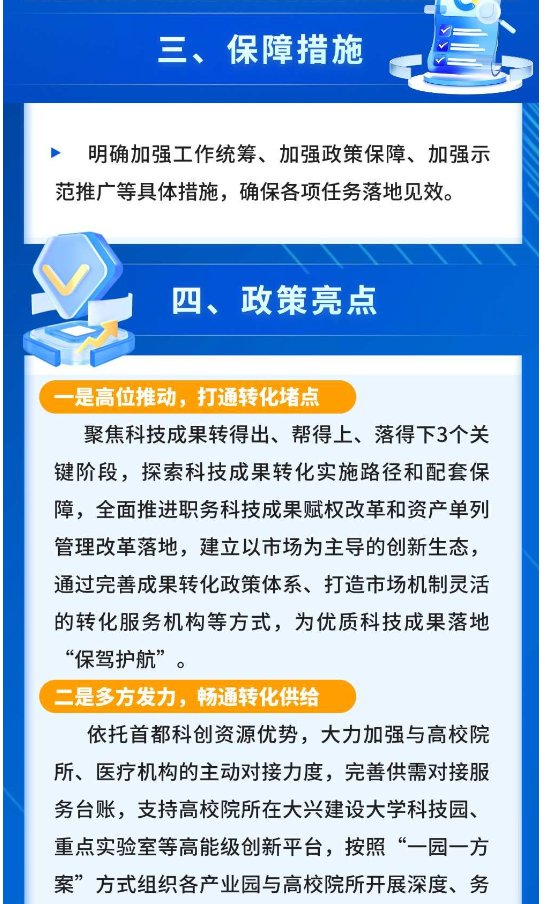 三、保障措施
明确加强工作统筹、加强政策保障、加强示
范推广等具体措施，确保各项任务落地见效。
四、政策亮点
一是高位推动，打通转化堵点
聚焦科技成果转得出、帮得上、落得下3个关
键阶段，探索科技成果转化实施路径和配套保
障，全面推进职务科技成果赋权改革和资产单列
管理改革落地，建立以市场为主导的创新生态，
通过完善成果转化政策体系、打造市场机制灵活
的转化服务机构等方式，为优质科技成果落地
“保驾护航”。
二是多方发力，畅通转化供给
依托首都科创资源优势，大力加强与高校院
所、医疗机构的主动对接力度，完善供需对接服
务台账，支持高校院所在大兴建设大学科技园、
重点实验室等高能级创新平台，按照“一园一方
案”方式组织各产业园与高校院所开展深度、务